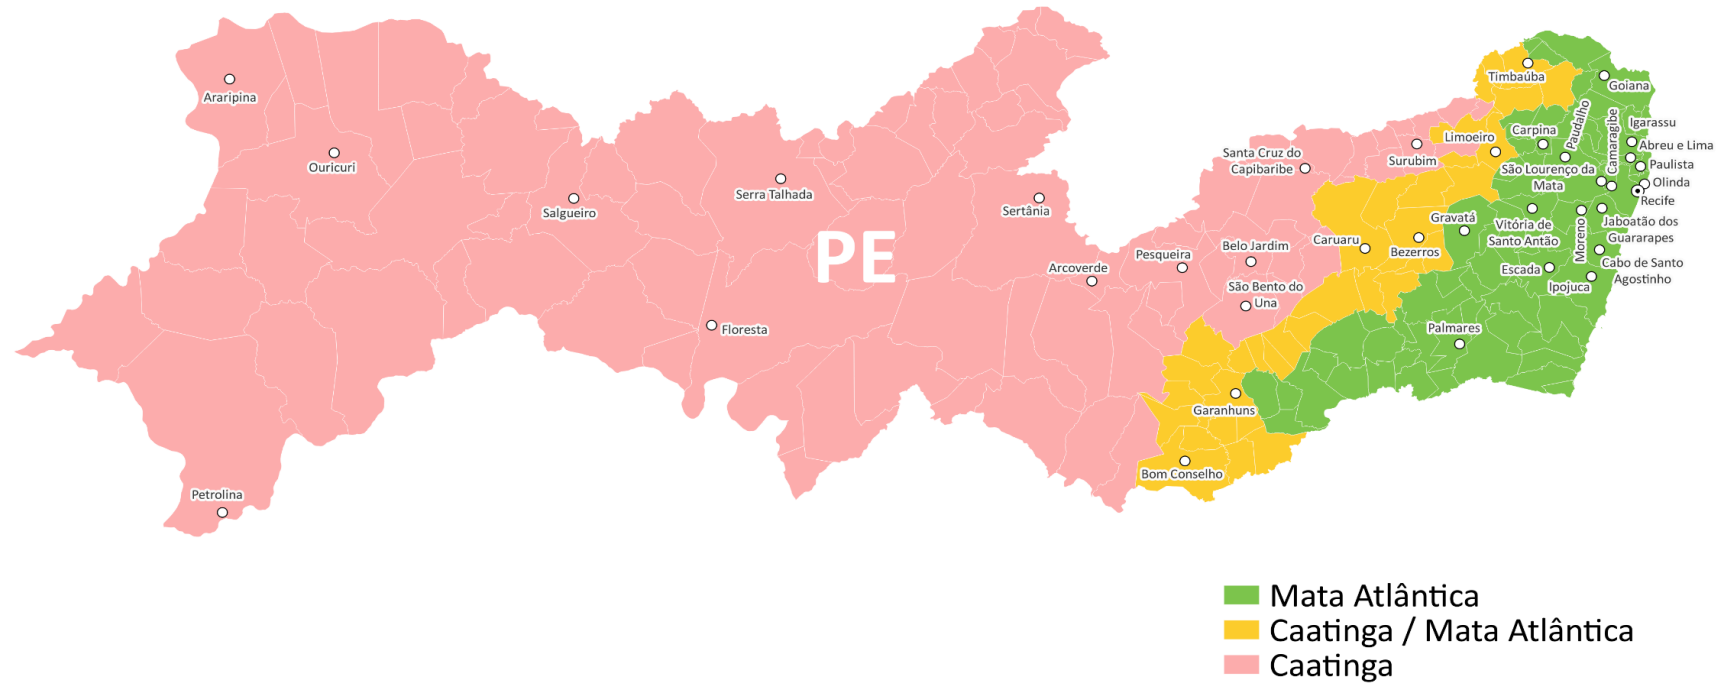 Araripina
Ouricuri
Salgueiro
Serra Talhada
Floresta
Petrolina
PE
Sertânia
Arcoverde
Pesqueira
Belo Jardim
São Bento do
Una
Santa Cruz do
Capibaribe
Surubim
Limoeiro
Timbaúba
Caruaru
Bezerros
Gravatá
Garanhuns
Bom Conselho
Goiana
Carpina
Paudalho
Camaragibe
Igarassu
Abreu e Lima
Paulista
Olinda
Recife
São Lourenço da
Mata
Vitória de
Santo Antão
Moreno
Jaboatão dos
Guararapes
Cabo de Santo
Agostinho
Escada
Ipojuca
Palmares
Mata Atlântica
Caatinga / Mata Atlântica
Caatinga